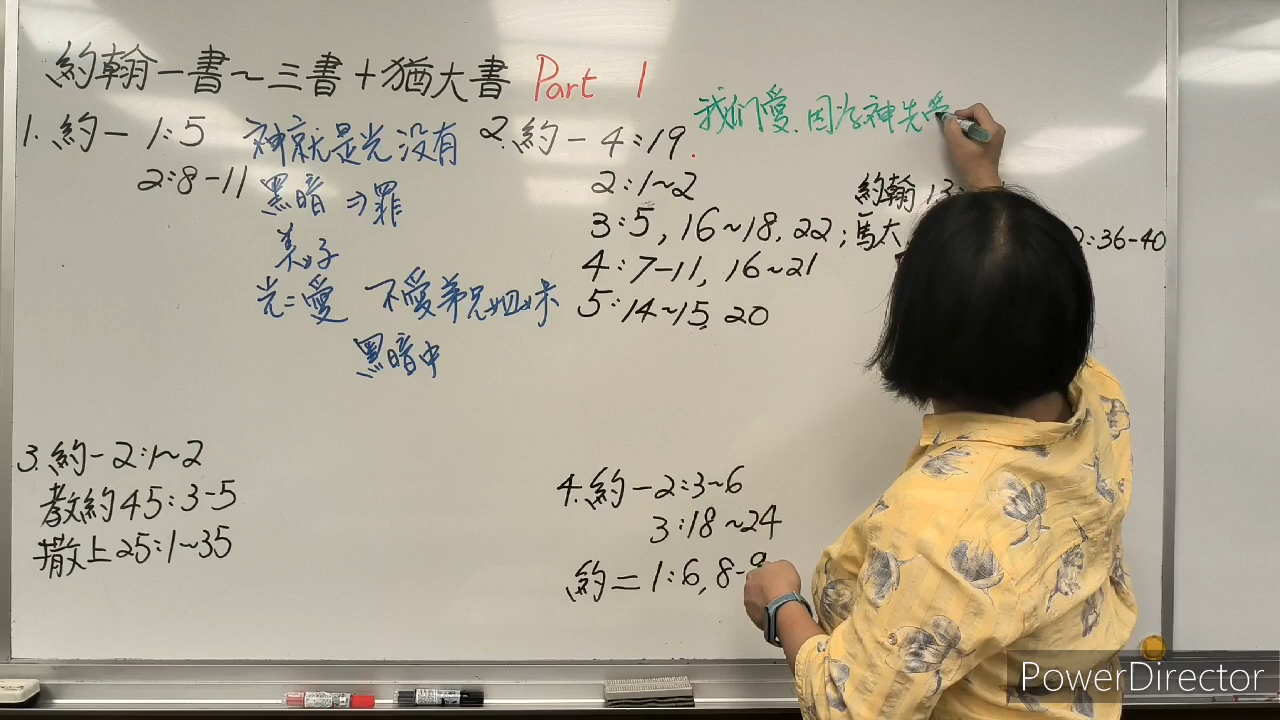 約翰一書~三書+猶大書 Part 1
1. 約一 1:5
2:8-11
神就是光没有
黑暗 ⇒ 罪
光=愛 不愛弟兄姐妹
黑暗中
2. 約一 4:19
2:1~2
3:5, 16~18, 22; 馬太 2:36-40
4:7-11, 16~21
5:14~15, 20
我们愛、因为神先愛
約翰 13:
3. 約一 2:1~2
教約 45:3-5
撒上 25:1~35
4. 約一 2:3~6
3:18~24
約二 1:6, 8-9
PowerDirector